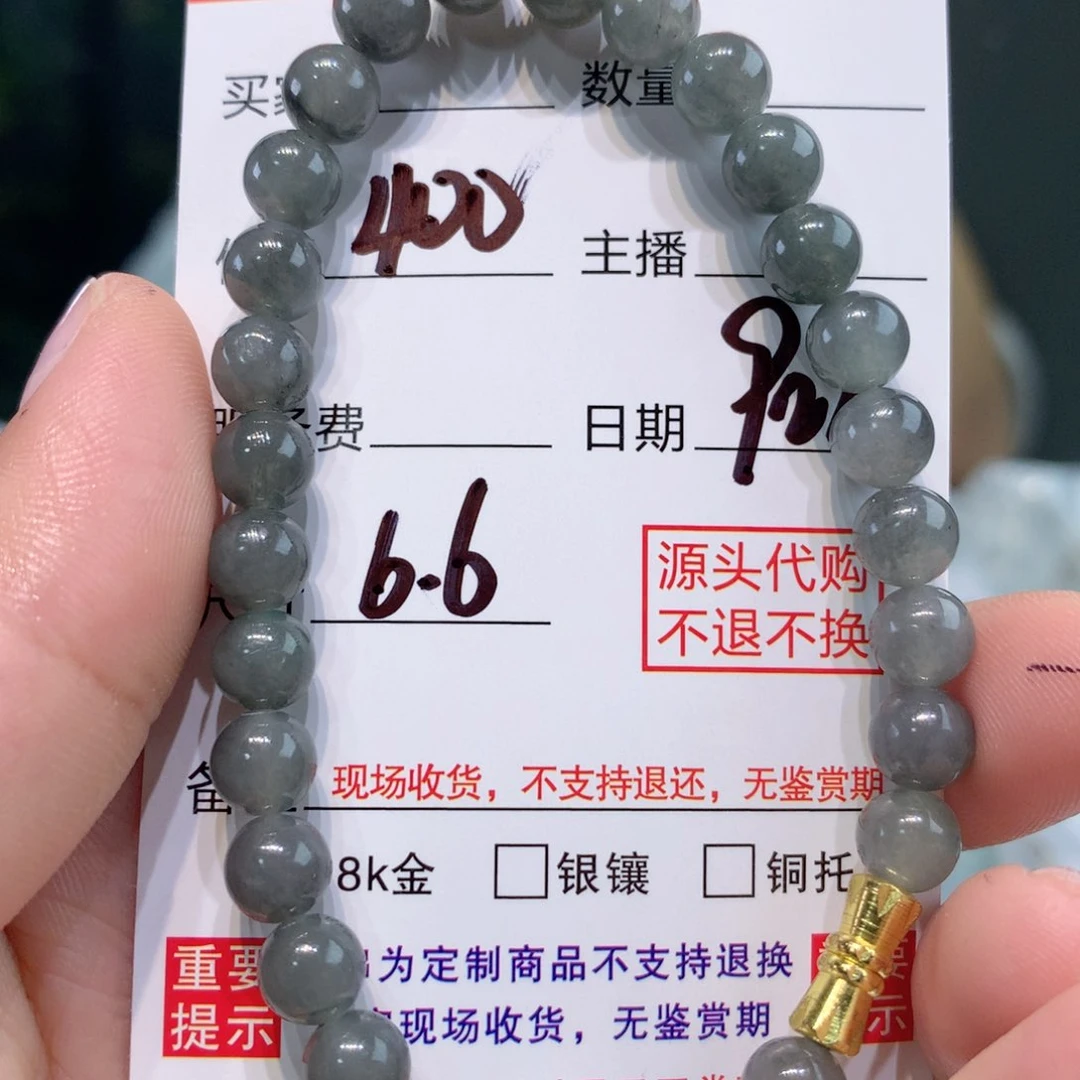 买 数量
400 主播
费 日期
6.6
源头代购
不退不换
备 现场收货，不支持退还，无鉴赏期
8k金 银镶 铜托
重要 为定制商品不支持退换 要
提示 现场收货，无鉴赏期 示